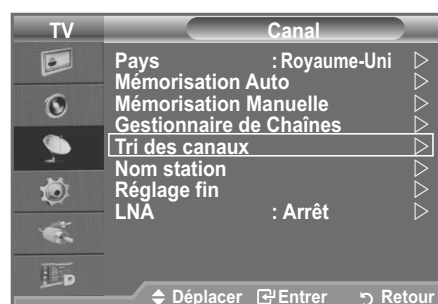 TV Canal
Pays : Royaume-Uni
Mémorisation Auto
Mémorisation Manuelle
Gestionnaire de Chaînes
Tri des canaux
Nom station
Réglage fin
LNA : Arrêt
Déplacer Entrer Retour